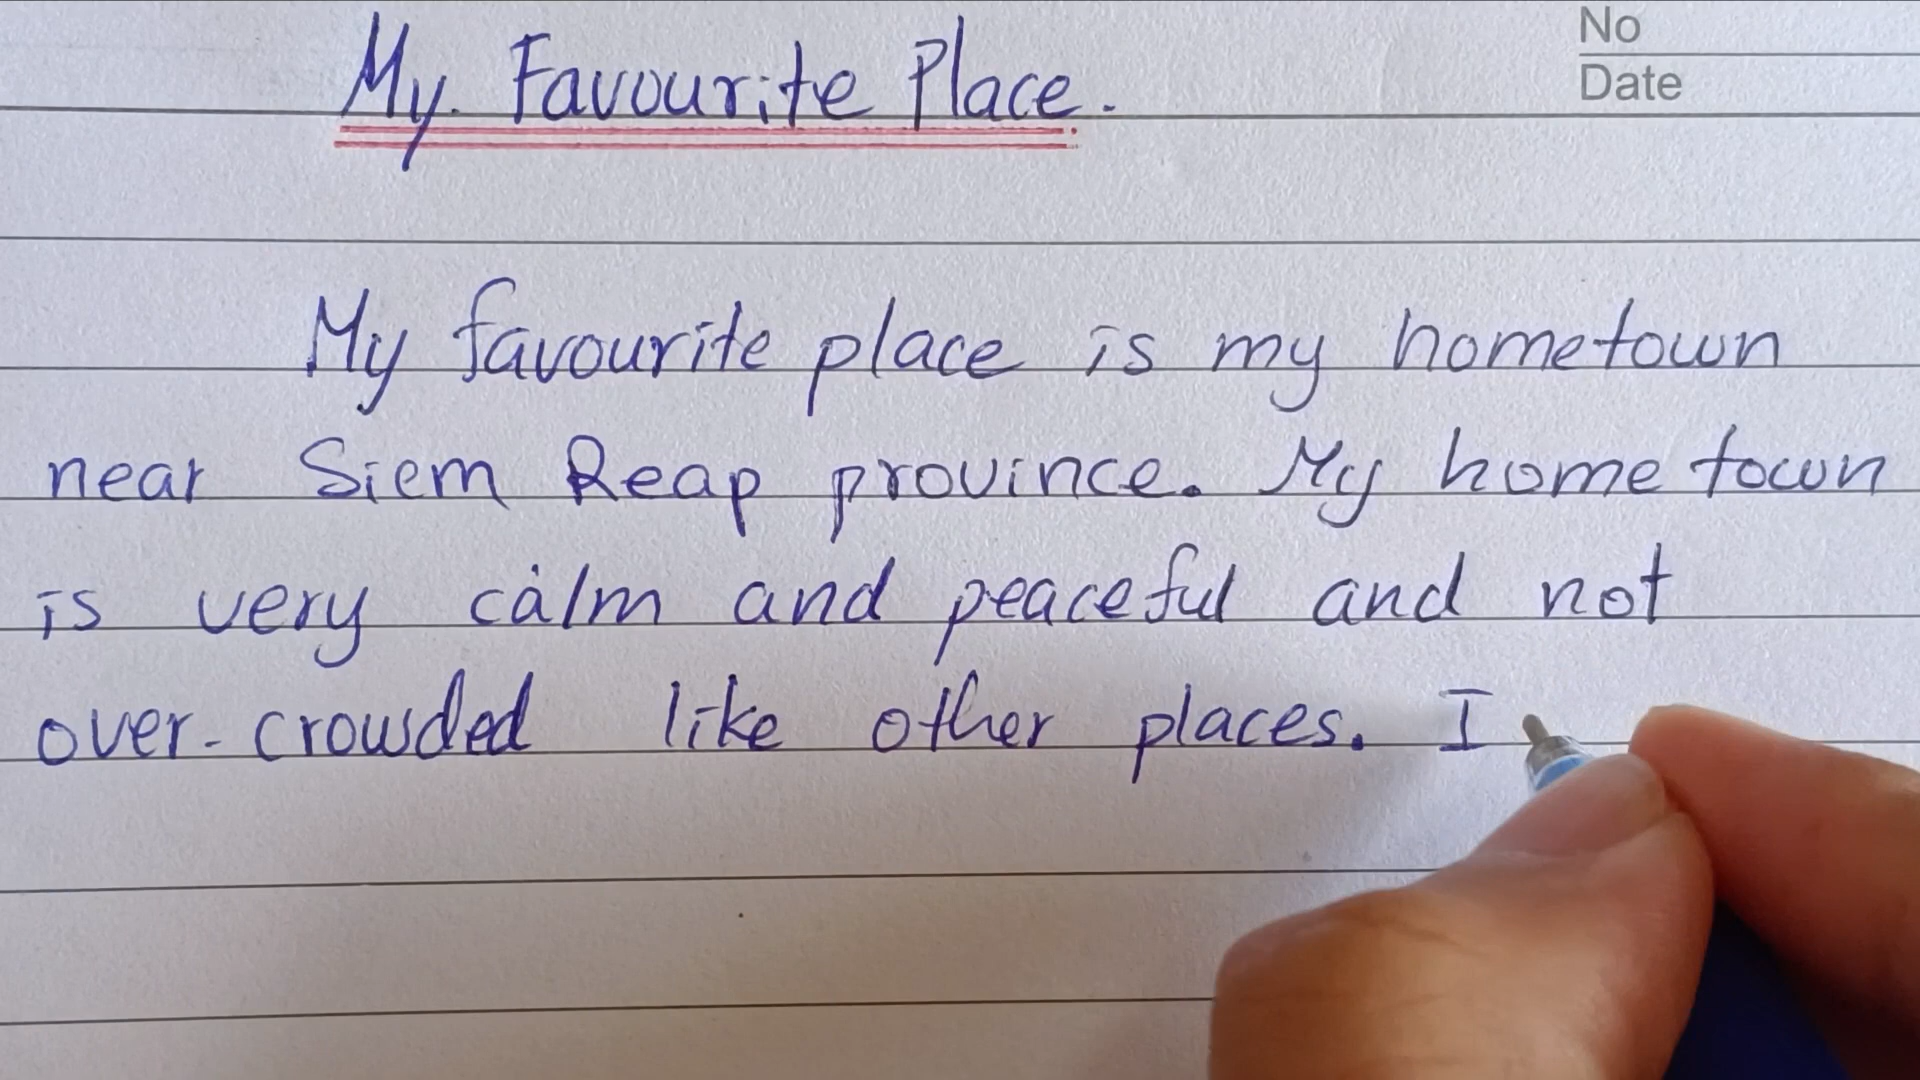 No
Date
My Favourite Place.
My favourite place is my hometown
near Siem Reap province. My home town
is very calm and peaceful and not
over-crowded like other places. I